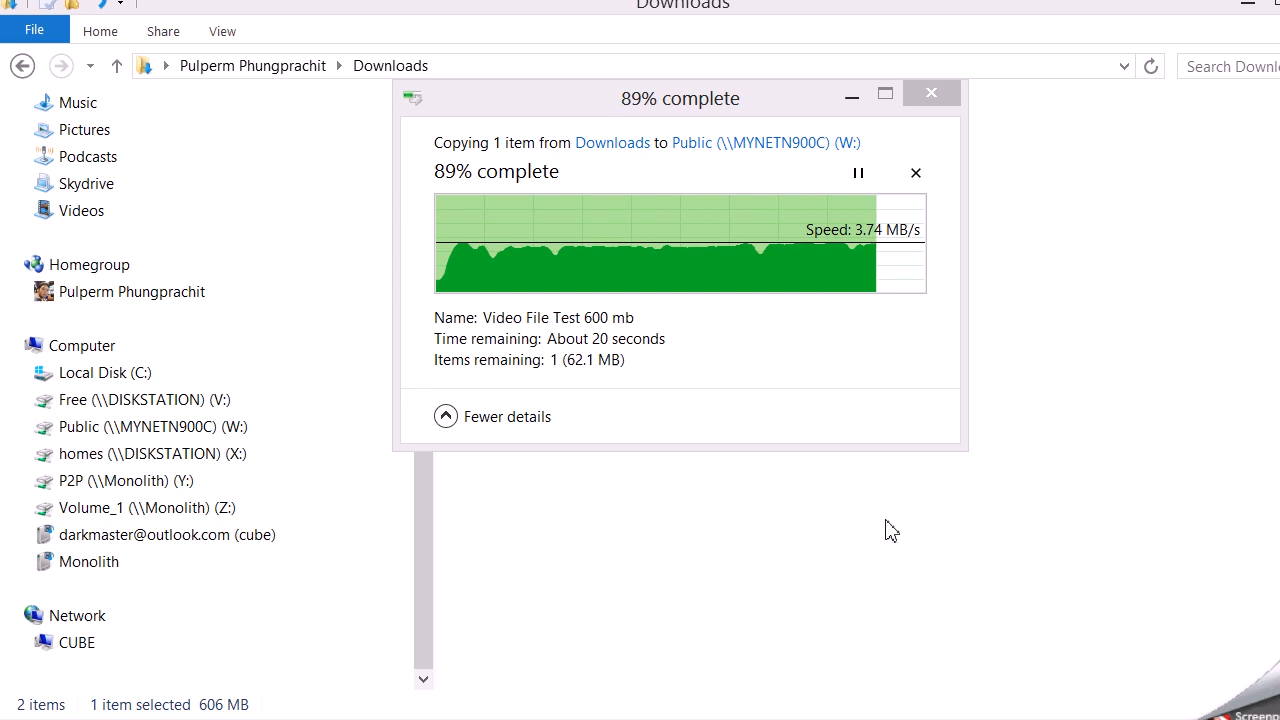 Downloads
File Home Share View
Pulperm Phungprachit Downloads
Search Downl
Music
Pictures
Podcasts
Skydrive
Videos
Homegroup
Pulperm Phungprachit
Computer
Local Disk (C:)
Free (\\DISKSTATION) (V:)
Public (\\MYNETN900C) (W:)
homes (\\DISKSTATION) (X:)
P2P (\\Monolith) (Y:)
Volume_1 (\\Monolith) (Z:)
darkmaster@outlook.com (cube)
Monolith
Network
CUBE
89% complete
Copying 1 item from Downloads to Public (\\MYNETN900C) (W:)
89% complete
Speed: 3.74 MB/s
Name: Video File Test 600 mb
Time remaining: About 20 seconds
Items remaining: 1 (62.1 MB)
Fewer details
2 items 1 item selected 606 MB